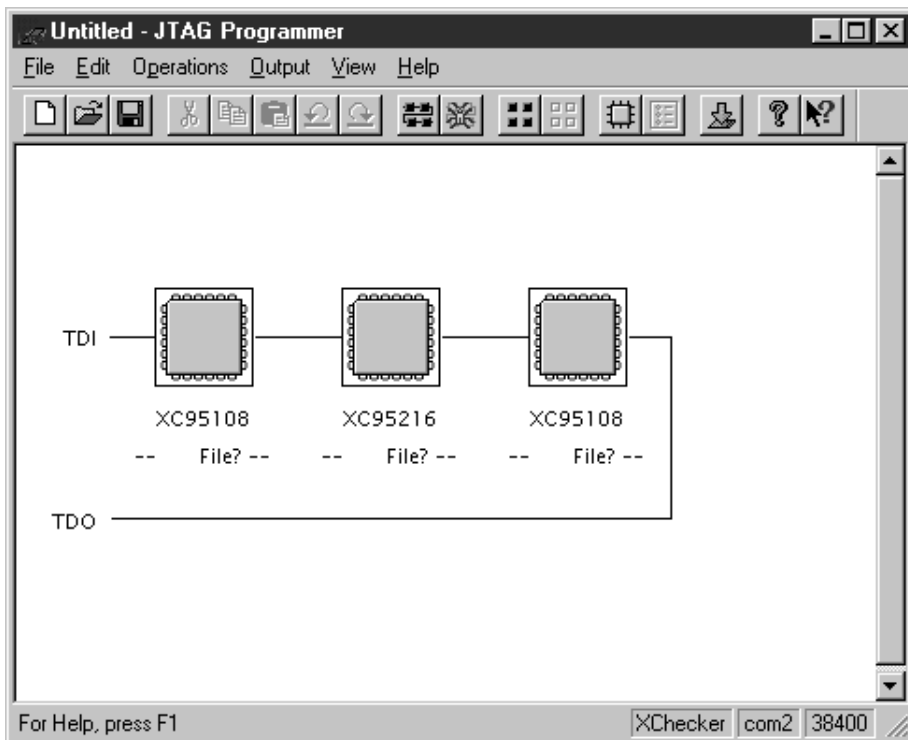 Untitled - JTAG Programmer
File Edit Operations Output View Help
TDI
XC95108 XC95216 XC95108
-- File? -- -- File? -- -- File? --
TDO
For Help, press F1 XChecker com2 38400